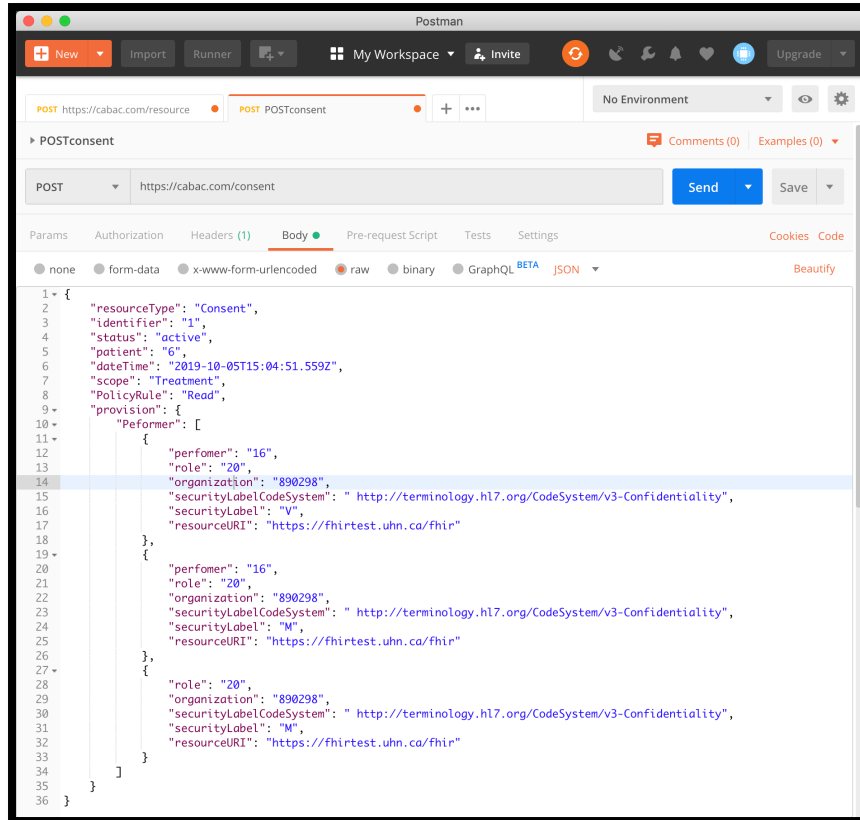 Postman
New Import Runner My Workspace Invite Upgrade
POST https://cabac.com/resource POST POSTconsent + ••• No Environment
POSTconsent Comments (0) Examples (0)
POST https://cabac.com/consent Send Save
Params Authorization Headers (1) Body Pre-request Script Tests Settings Cookies Code
none form-data x-www-form-urlencoded raw binary GraphQL BETA JSON Beautify
1 {
2 "resourceType": "Consent",
3 "identifier": "1",
4 "status": "active",
5 "patient": "6",
6 "dateTime": "2019-10-05T15:04:51.559Z",
7 "scope": "Treatment",
8 "PolicyRule": "Read",
9 "provision": {
10 "Peformer": [
11 {
12 "perfomer": "16",
13 "role": "20",
14 "organization": "890298",
15 "securityLabelCodeSystem": " http://terminology.hl7.org/CodeSystem/v3-Confidentiality",
16 "securityLabel": "V",
17 "resourceURI": "https://fhirtest.uhn.ca/fhir"
18 },
19 {
20 "perfomer": "16",
21 "role": "20",
22 "organization": "890298",
23 "securityLabelCodeSystem": " http://terminology.hl7.org/CodeSystem/v3-Confidentiality",
24 "securityLabel": "M",
25 "resourceURI": "https://fhirtest.uhn.ca/fhir"
26 },
27 {
28 "role": "20",
29 "organization": "890298",
30 "securityLabelCodeSystem": " http://terminology.hl7.org/CodeSystem/v3-Confidentiality",
31 "securityLabel": "M",
32 "resourceURI": "https://fhirtest.uhn.ca/fhir"
33 }
34 ]
35 }
36 }